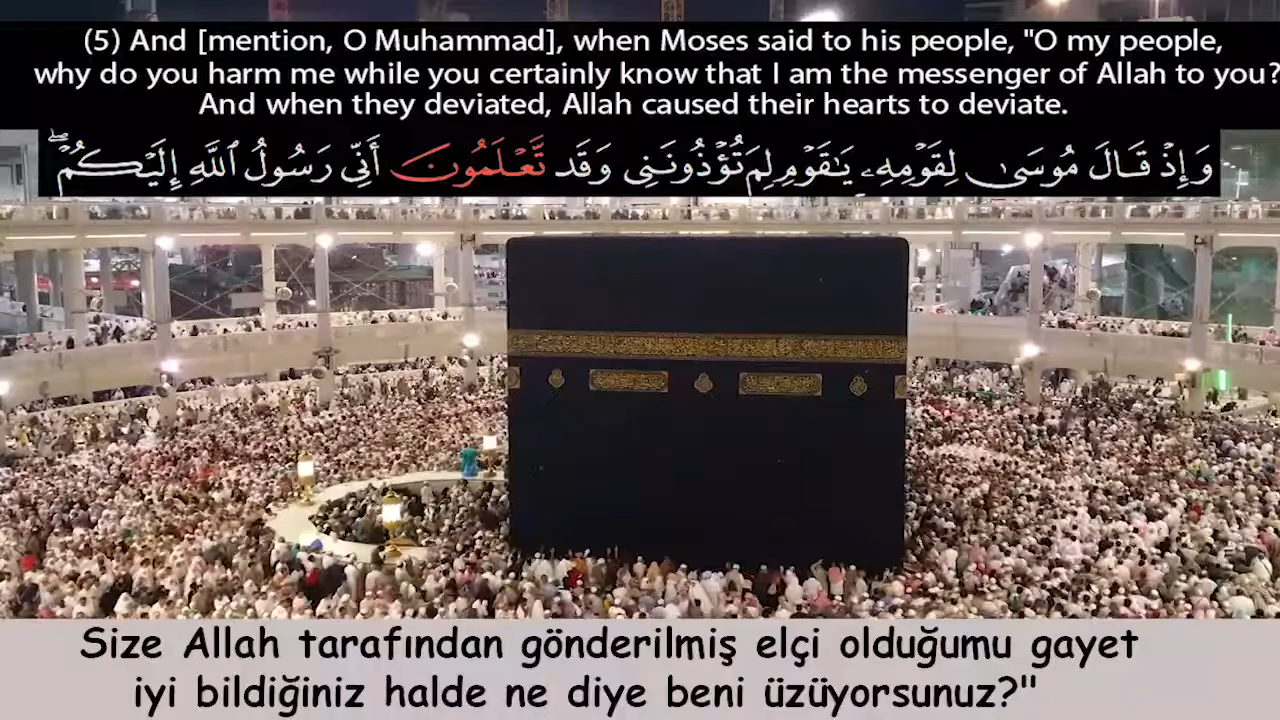 (5) And [mention, O Muhammad], when Moses said to his people, "O my people,
why do you harm me while you certainly know that I am the messenger of Allah to you?
And when they deviated, Allah caused their hearts to deviate.
وَإِذْ قَالَ مُوسَىٰ لِقَوْمِهِۦ يَـٰقَوْمِ لِمَ تُؤْذُونَنِى وَقَد تَّعْلَمُونَ أَنِّى رَسُولُ ٱللَّهِ إِلَيْكُمْ ۖ
Size Allah tarafından gönderilmiş elçi olduğumu gayet
iyi bildiğiniz halde ne diye beni üzüyorsunuz?"